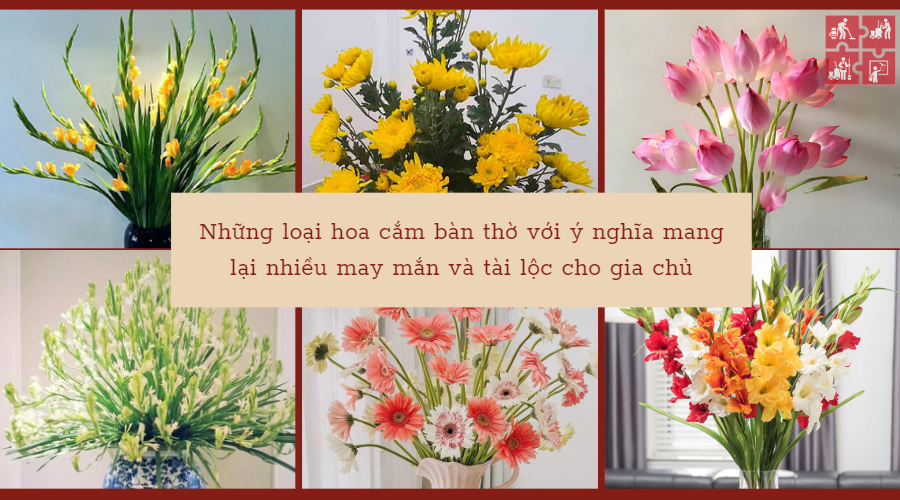 Những loại hoa cắm bàn thờ với ý nghĩa mang
lại nhiều may mắn và tài lộc cho gia chủ